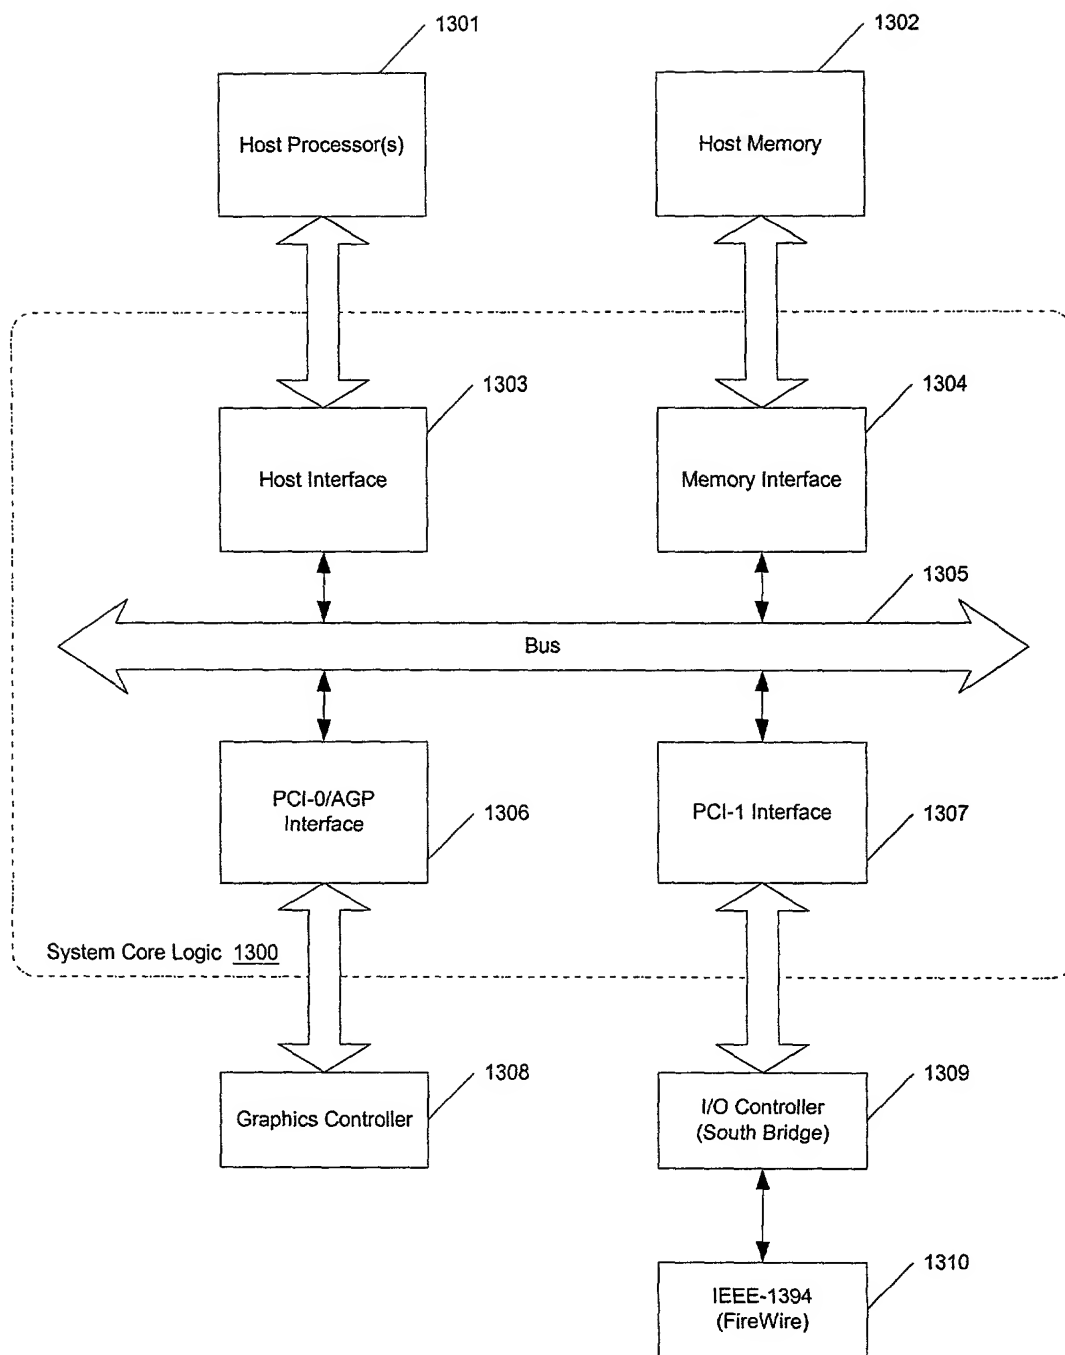 1301
1302
Host Processor(s)
Host Memory
1303
1304
Host Interface
Memory Interface
1305
Bus
PCI-0/AGP
Interface
1306
PCI-1 Interface
1307
System Core Logic 1300
1308
Graphics Controller
1309
I/O Controller
(South Bridge)
1310
IEEE-1394
(FireWire)